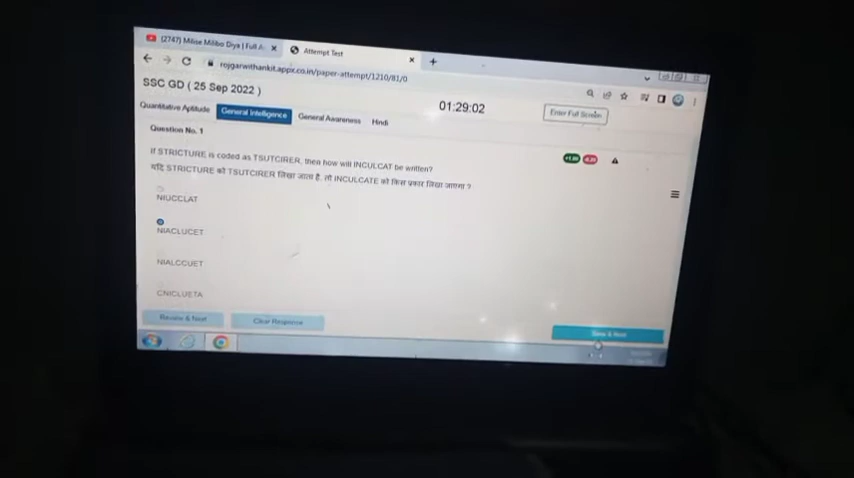 (2747) Milne Milibo Diya | Full A
Attempt Test
rojgarwithankit.appx.co.in/paper-attempt/1210/81/0
SSC GD ( 25 Sep 2022 )
01:29:02
Enter Full Screen
Quantitative Aptitude General Intelligence General Awareness Hindi
Question No. 1
If STRICTURE is coded as TSUTCIRER, then how will INCULCAT be written?
यदि STRICTURE को TSUTCIRER लिखा जाता है, तो INCULCATE को किस प्रकार लिखा जाएगा ?
NIUCCLAT
NIACLUCET
NIALCCUET
CNICLUETA
Review & Next
Clear Response
Save & Next